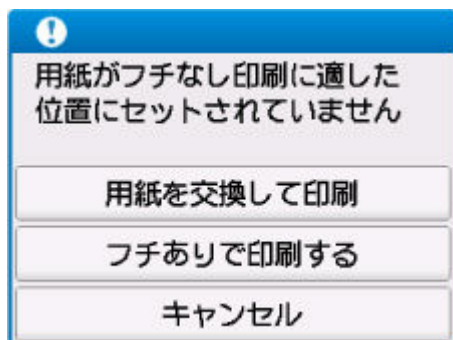 用紙がフチなし印刷に適した
位置にセットされていません
用紙を交換して印刷
フチありで印刷する
キャンセル